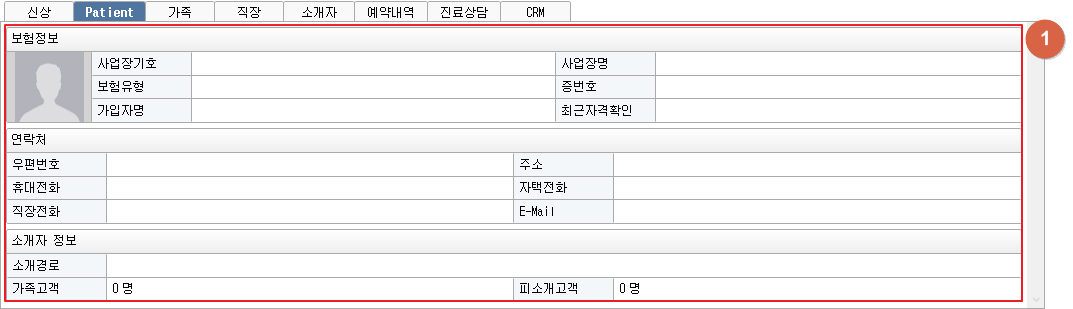 신상 Patient 가족 직장 소개자 예약내역 진료상담 CRM
1
보험정보
사업장기호 사업장명
보험유형 증번호
가입자명 최근자격확인
연락처
우편번호 주소
휴대전화 자택전화
직장전화 E-Mail
소개자 정보
소개경로
가족고객 0 명 피소개고객 0 명